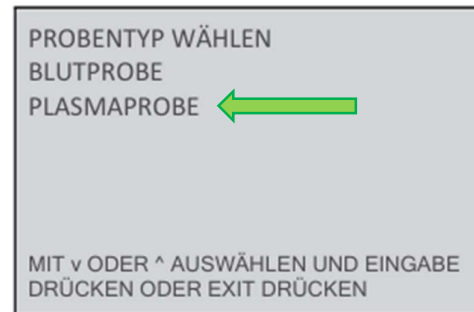 PROBENTYP WÄHLEN
BLUTPROBE
PLASMAPROBE
MIT v ODER ^ AUSWÄHLEN UND EINGABE
DRÜCKEN ODER EXIT DRÜCKEN